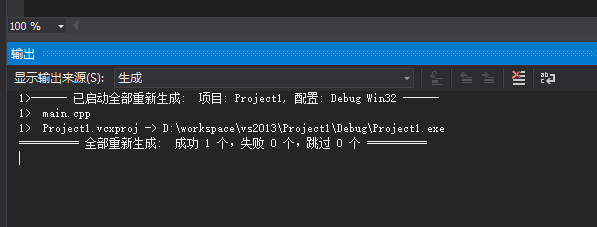 100 %
输出
显示输出来源(S): 生成
1>------ 已启动全部重新生成: 项目: Project1, 配置: Debug Win32 ------
1> main.cpp
1> Project1.vcxproj -> D:\workspace\vs2013\Project1\Debug\Project1.exe
========== 全部重新生成: 成功 1 个，失败 0 个，跳过 0 个 ==========